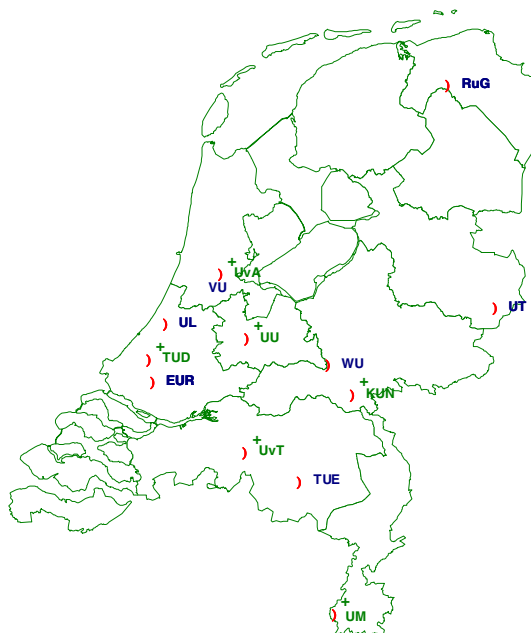 RuG
+
UvA
VU
UT
UL
+
UU
+
TUD
WU
EUR
+
KUN
+
UvT
TUE
+
UM